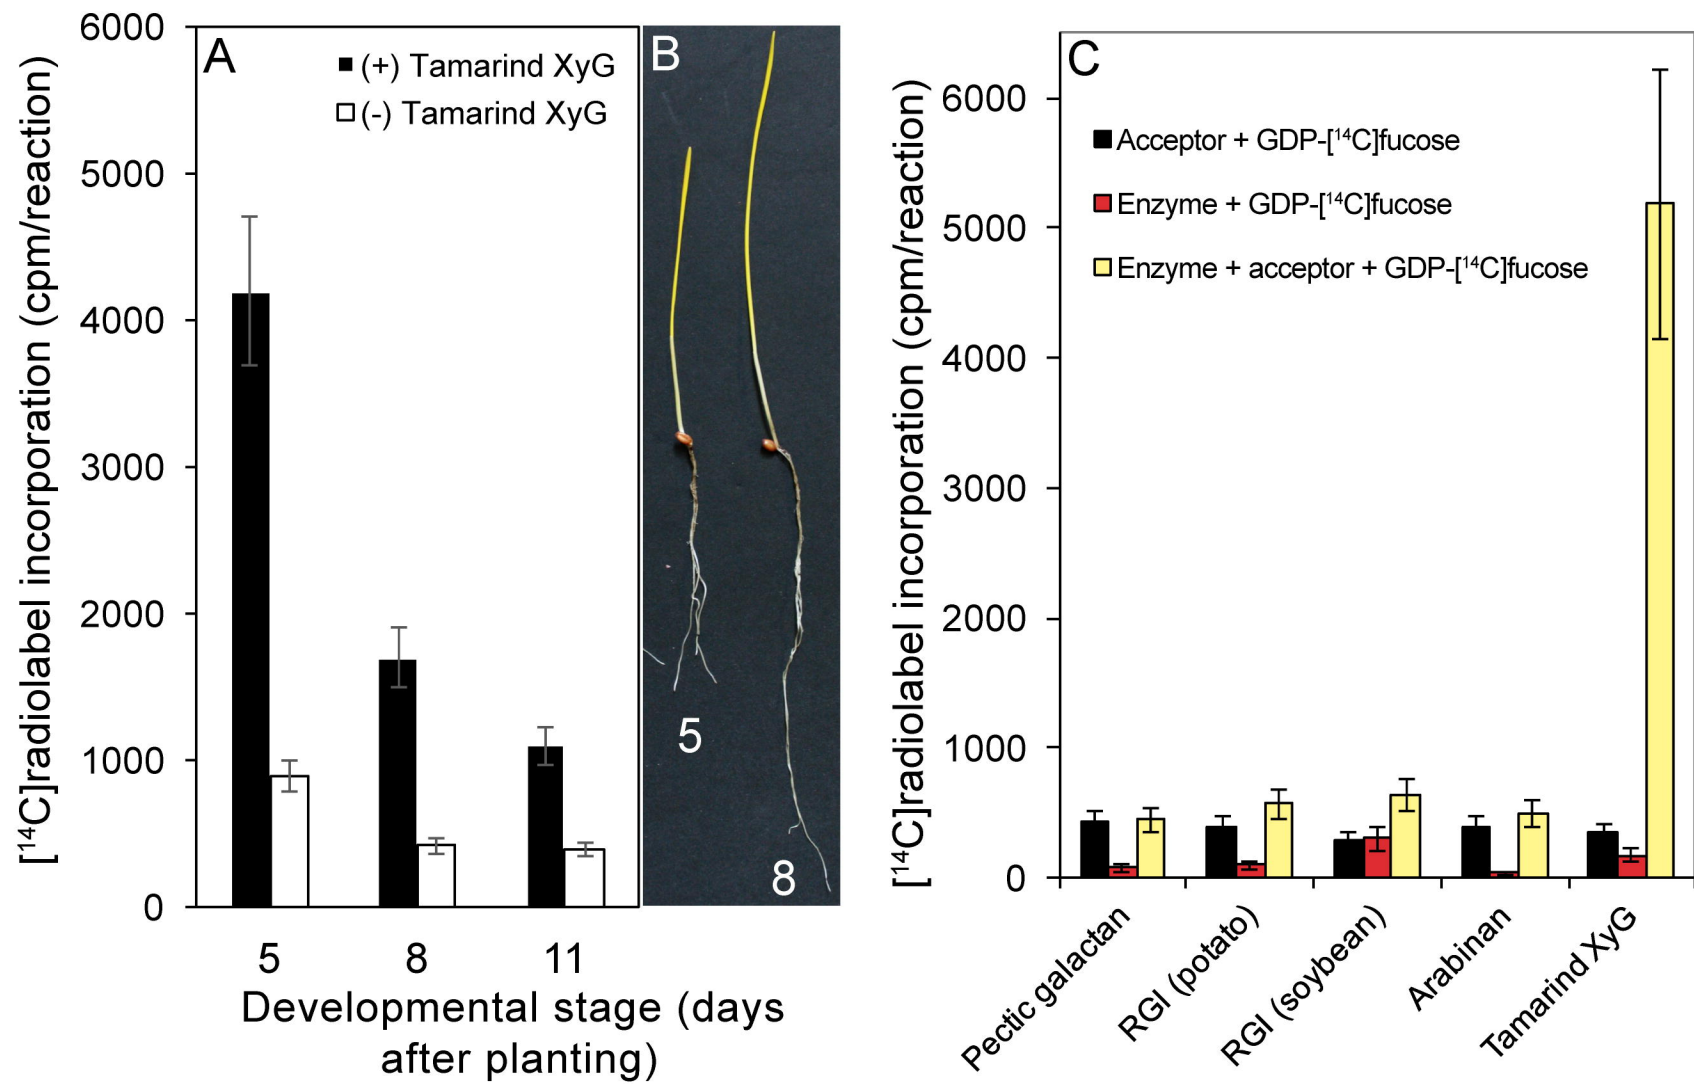 A
(+) Tamarind XyG
(-) Tamarind XyG
[¹⁴C]radiolabel incorporation (cpm/reaction)
6000
5000
4000
3000
2000
1000
0
5
8
11
Developmental stage (days
after planting)
B
5
8
C
Acceptor + GDP-[¹⁴C]fucose
Enzyme + GDP-[¹⁴C]fucose
Enzyme + acceptor + GDP-[¹⁴C]fucose
[¹⁴C]radiolabel incorporation (cpm/reaction)
6000
5000
4000
3000
2000
1000
0
Pectic galactan
RGI (potato)
RGI (soybean)
Arabinan
Tamarind XyG